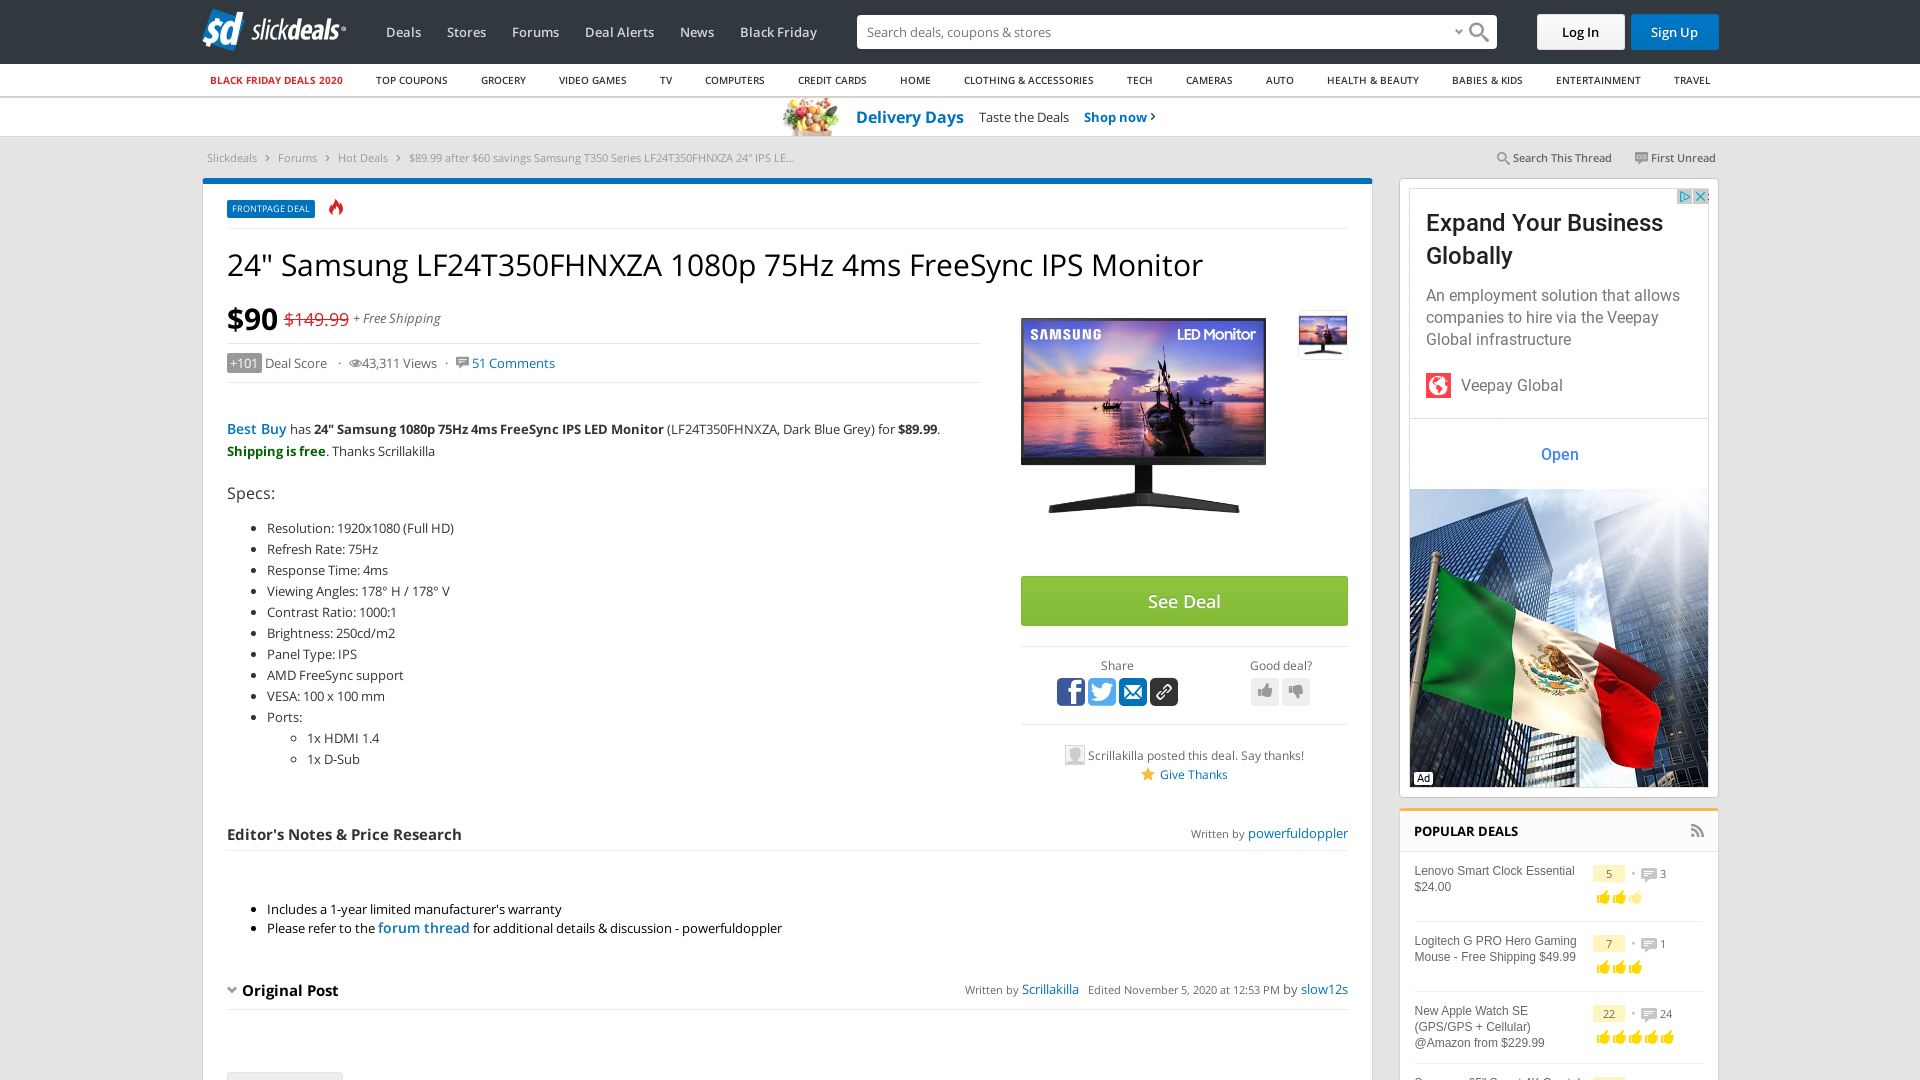 slickdeals
Deals
Stores
Forums
Deal Alerts
News
Black Friday
Search deals, coupons & stores
Log In
Sign Up
BLACK FRIDAY DEALS 2020
TOP COUPONS
GROCERY
VIDEO GAMES
TV
COMPUTERS
CREDIT CARDS
HOME
CLOTHING & ACCESSORIES
TECH
CAMERAS
AUTO
HEALTH & BEAUTY
BABIES & KIDS
ENTERTAINMENT
TRAVEL
Delivery Days Taste the Deals Shop now ›
Slickdeals › Forums › Hot Deals › $89.99 after $60 savings Samsung T350 Series LF24T350FHNXZA 24" IPS LE...
Search This Thread
First Unread
FRONTPAGE DEAL
24" Samsung LF24T350FHNXZA 1080p 75Hz 4ms FreeSync IPS Monitor
$90 $149.99 + Free Shipping
+101 Deal Score · 43,311 Views · 51 Comments
Best Buy has 24" Samsung 1080p 75Hz 4ms FreeSync IPS LED Monitor (LF24T350FHNXZA, Dark Blue Grey) for $89.99.
Shipping is free. Thanks Scrillakilla
Specs:
Resolution: 1920x1080 (Full HD)
Refresh Rate: 75Hz
Response Time: 4ms
Viewing Angles: 178° H / 178° V
Contrast Ratio: 1000:1
Brightness: 250cd/m2
Panel Type: IPS
AMD FreeSync support
VESA: 100 x 100 mm
Ports:
1x HDMI 1.4
1x D-Sub
SAMSUNG
LED Monitor
See Deal
Share
Good deal?
Scrillakilla posted this deal. Say thanks!
Give Thanks
Editor's Notes & Price Research
Written by powerfuldoppler
Includes a 1-year limited manufacturer's warranty
Please refer to the forum thread for additional details & discussion - powerfuldoppler
Original Post
Written by Scrillakilla Edited November 5, 2020 at 12:53 PM by slow12s
Expand Your Business
Globally
An employment solution that allows
companies to hire via the Veepay
Global infrastructure
Veepay Global
Open
Ad
POPULAR DEALS
Lenovo Smart Clock Essential
$24.00
5 · 3
Logitech G PRO Hero Gaming
Mouse - Free Shipping $49.99
7 · 1
New Apple Watch SE
(GPS/GPS + Cellular)
@Amazon from $229.99
22 · 24